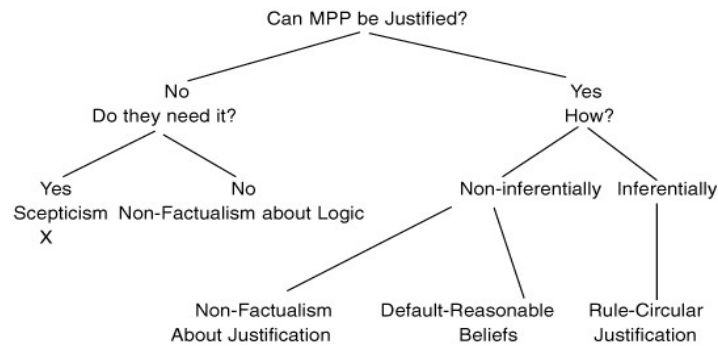 Can MPP be Justified?
No
Yes
Do they need it?
How?
Yes
No
Non-inferentially
Inferentially
Scepticism
Non-Factualism about Logic
X
Non-Factualism
Default-Reasonable
Rule-Circular
About Justification
Beliefs
Justification